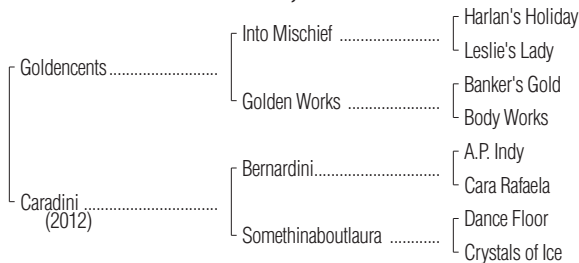 Harlan's Holiday
Into Mischief ....................
Leslie's Lady
Goldencents ......................
Banker's Gold
Golden Works ..................
Body Works
A.P. Indy
Bernardini.........................
Cara Rafaela
Caradini ...........................
(2012)
Dance Floor
Somethinaboutlaura ............
Crystals of Ice